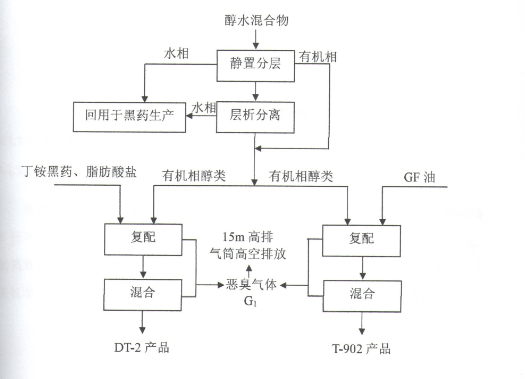 醇水混合物
水相
静置分层
有机相
回用于黑药生产
水相
层析分离
丁铵黑药、脂肪酸盐
有机相醇类
有机相醇类
GF 油
复配
15m 高排
气筒高空排放
复配
混合
恶臭气体
G₁
混合
DT-2 产品
T-902 产品